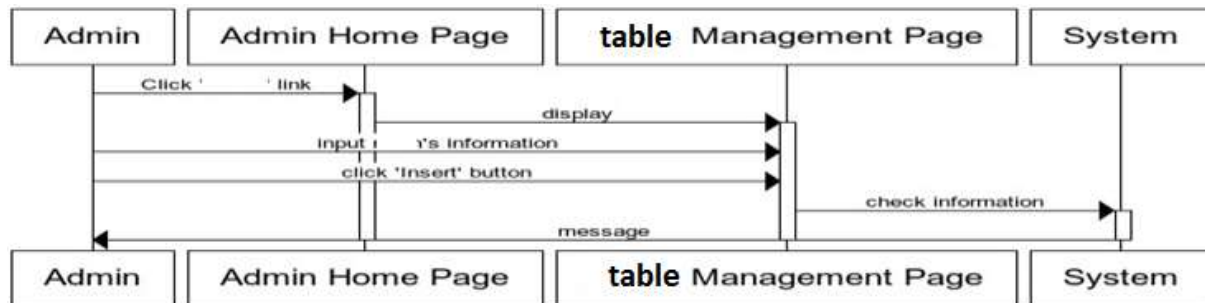 Admin
Admin Home Page
table Management Page
System
Click ' ' link
display
input 's information
click 'Insert' button
check information
message
Admin
Admin Home Page
table Management Page
System